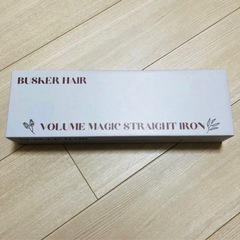 BUSKER HAIR
VOLUME MAGIC STRAIGHT IRON